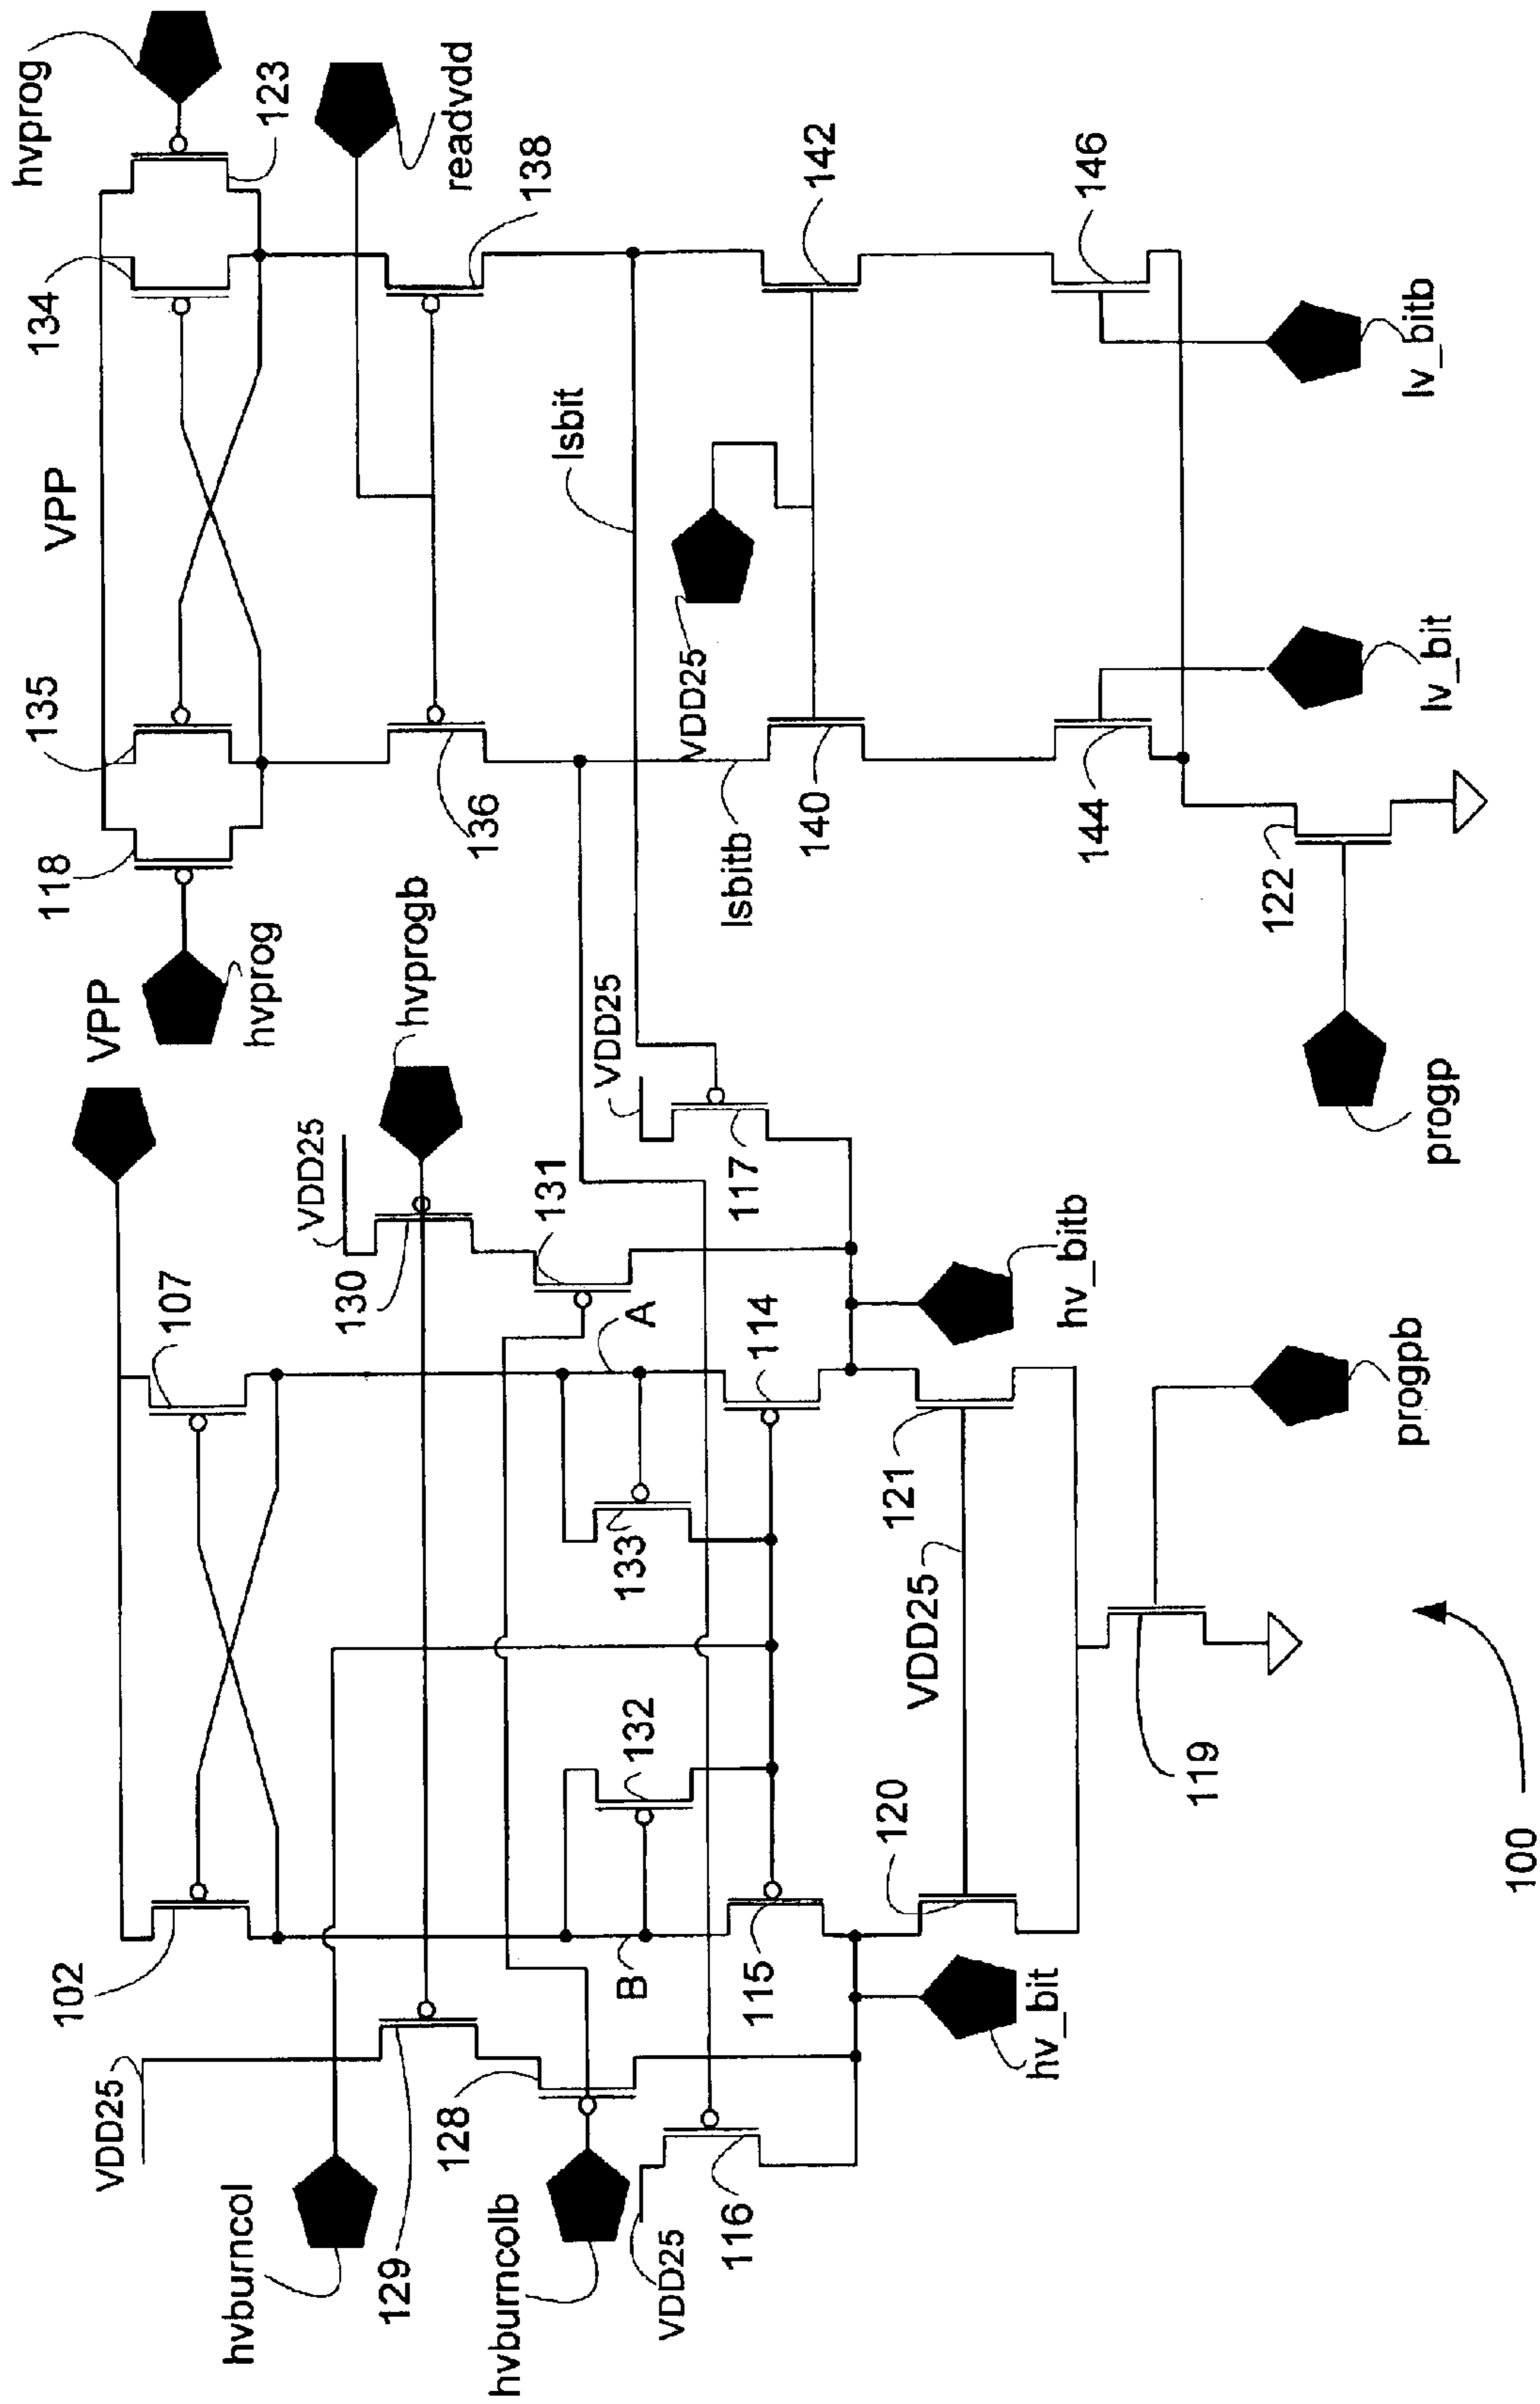 hvprog
123
134
VPP
readvdd
138
135
118
hvprog
VPP
136
lsbit
142
146
VDD25
lsbitb
140
lv_bitb
lv_bit
144
122
progp
hvprogb
VDD25
VDD25
131
117
107
130
A
114
hv_bitb
progpb
133
121
VDD25
132
120
119
102
B
115
hv_bit
VDD25
128
116
hvburncol
129
hvburncolb
VDD25
100